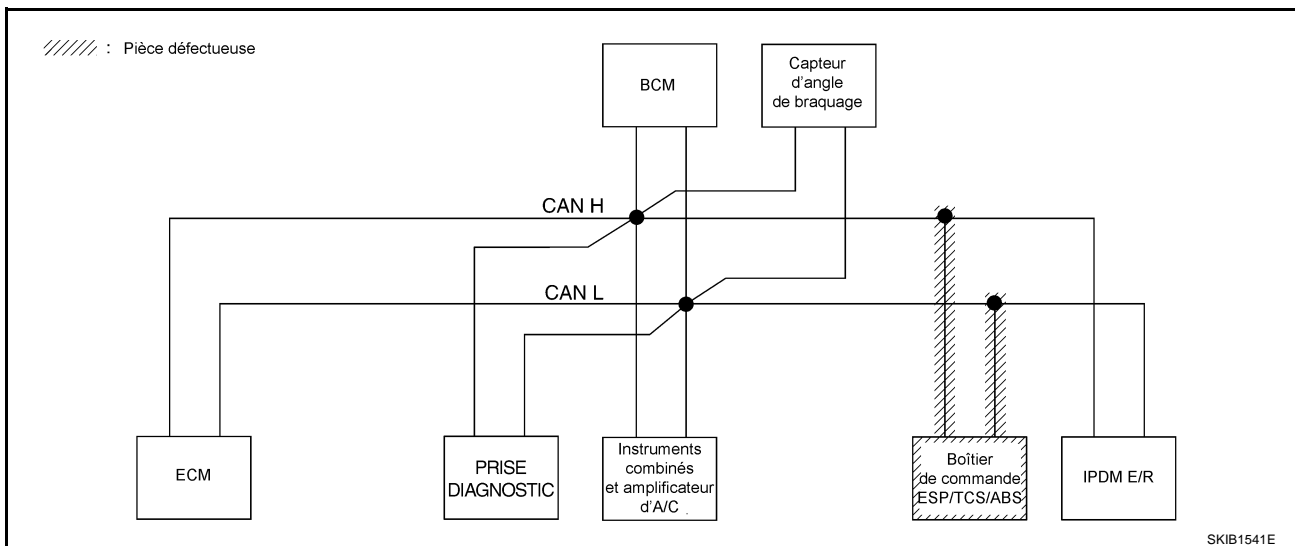 : Pièce défectueuse
BCM
Capteur
d'angle
de braquage
CAN H
CAN L
ECM
PRISE
DIAGNOSTIC
Instruments
combinés
et amplificateur
d'A/C
Boîtier
de commande
ESP/TCS/ABS
IPDM E/R
SKIB1541E